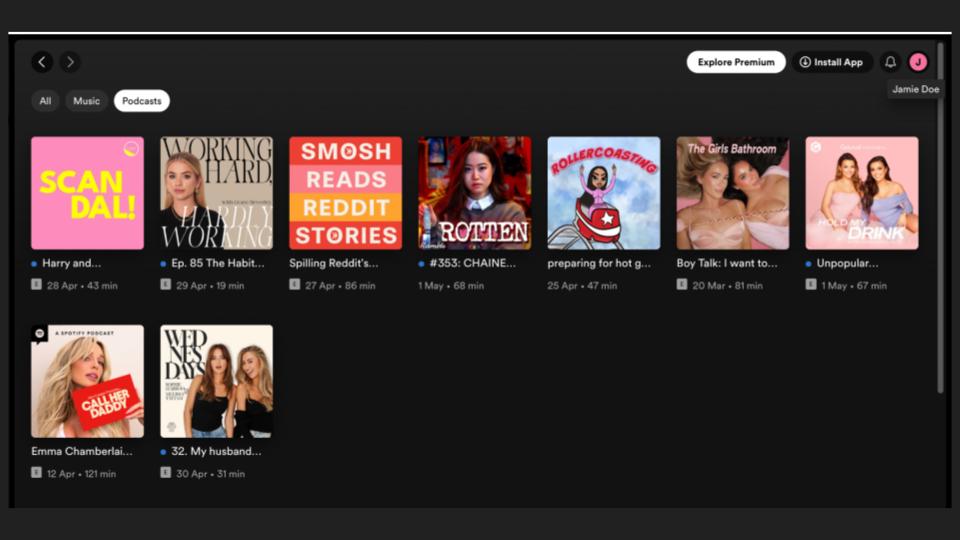 Explore Premium
Install App
J
Jamie Doe
All
Music
Podcasts
SCAN
DAL!
WORKING
HARD,
HARDLY
WORKING
SMOSH
READS
REDDIT
STORIES
Ramble
ROTTEN
ROLLERCOASTING
The Girls Bathroom
HOLD MY
DRINK
Harry and...
Ep. 85 The Habit...
Spilling Reddit's...
#353: CHAINE...
preparing for hot g...
Boy Talk: I want to...
Unpopular...
E 28 Apr • 43 min
E 29 Apr • 19 min
E 27 Apr • 86 min
1 May • 68 min
25 Apr • 47 min
E 20 Mar • 81 min
E 1 May • 67 min
A SPOTIFY PODCAST
CALL HER
DADDY
WED
NES
DAYS
Emma Chamberlai...
32. My husband...
E 12 Apr • 121 min
E 30 Apr • 31 min